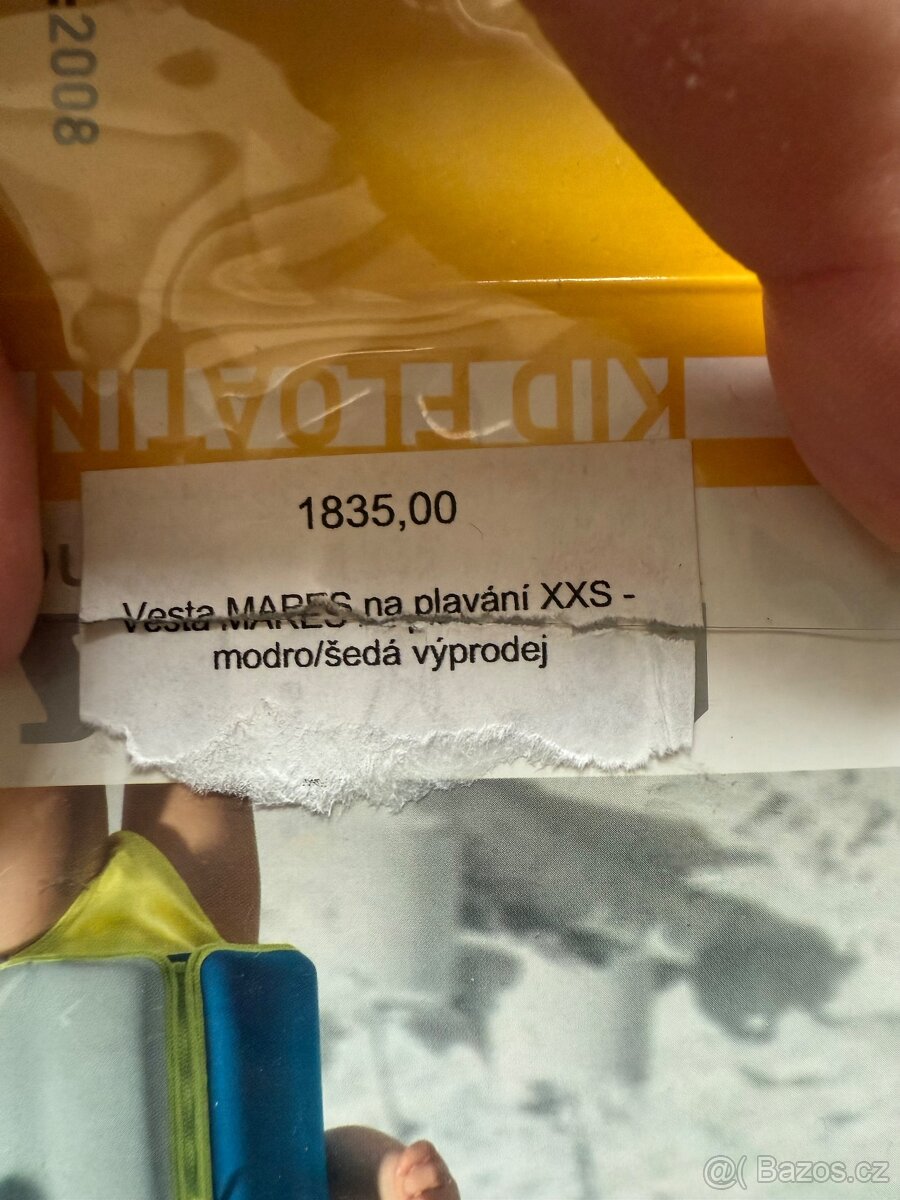 -2008
KID FLOATIN
1835,00
Vesta MARES na plavání XXS -
modro/šedá výprodej
@( Bazos.cz